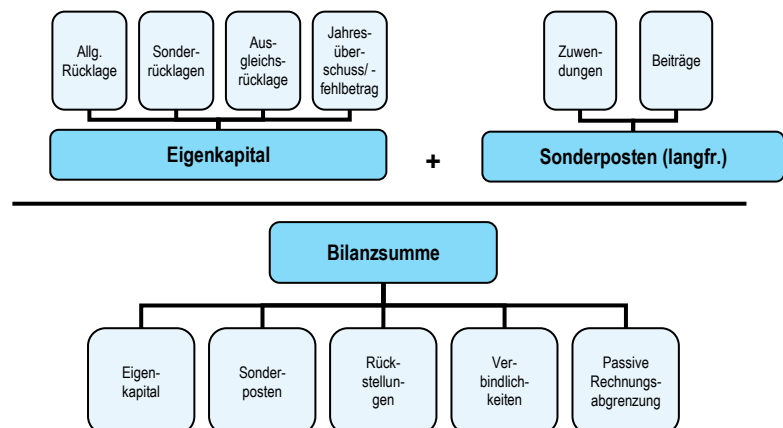 Allg.
Rücklage
Sonder-
rücklagen
Aus-
gleichs-
rücklage
Jahres-
über-
schuss/ -
fehlbetrag
Zuwen-
dungen
Beiträge
Eigenkapital
+
Sonderposten (langfr.)
Bilanzsumme
Eigen-
kapital
Sonder-
posten
Rück-
stellun-
gen
Ver-
bindlich-
keiten
Passive
Rechnungs-
abgrenzung